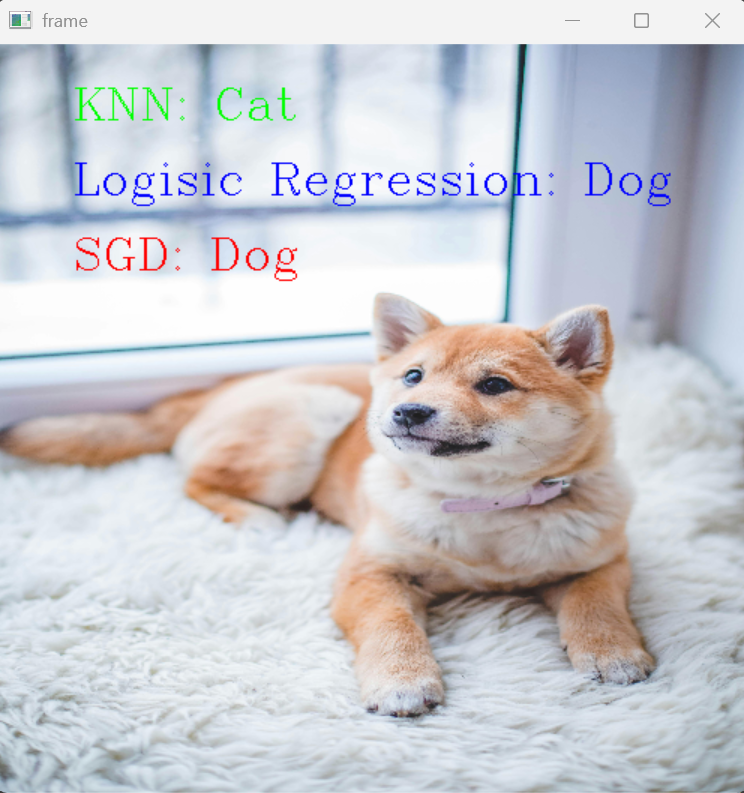 frame
KNN: Cat
Logisic Regression: Dog
SGD: Dog